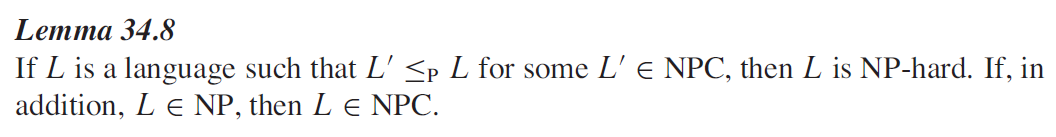 Lemma 34.8
If L is a language such that L′ ≤P L for some L′ ∈ NPC, then L is NP-hard. If, in
addition, L ∈ NP, then L ∈ NPC.